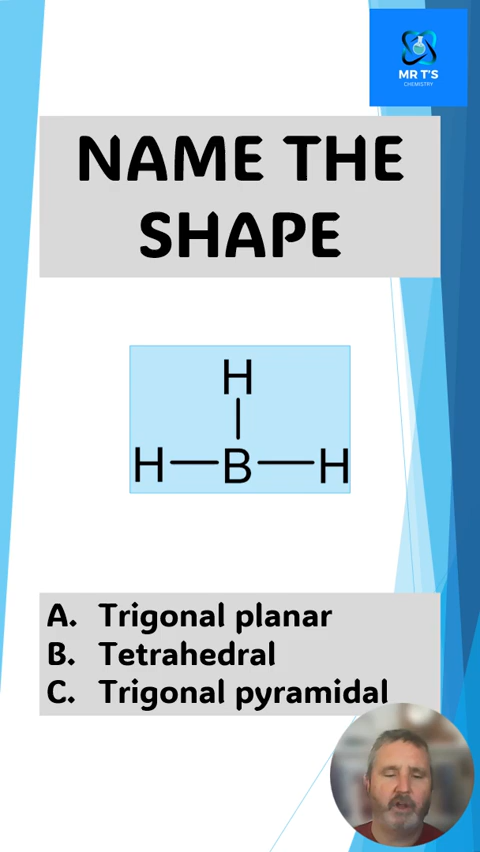 MR T'S
CHEMISTRY
NAME THE
SHAPE
H
H—B—H
A. Trigonal planar
B. Tetrahedral
C. Trigonal pyramidal